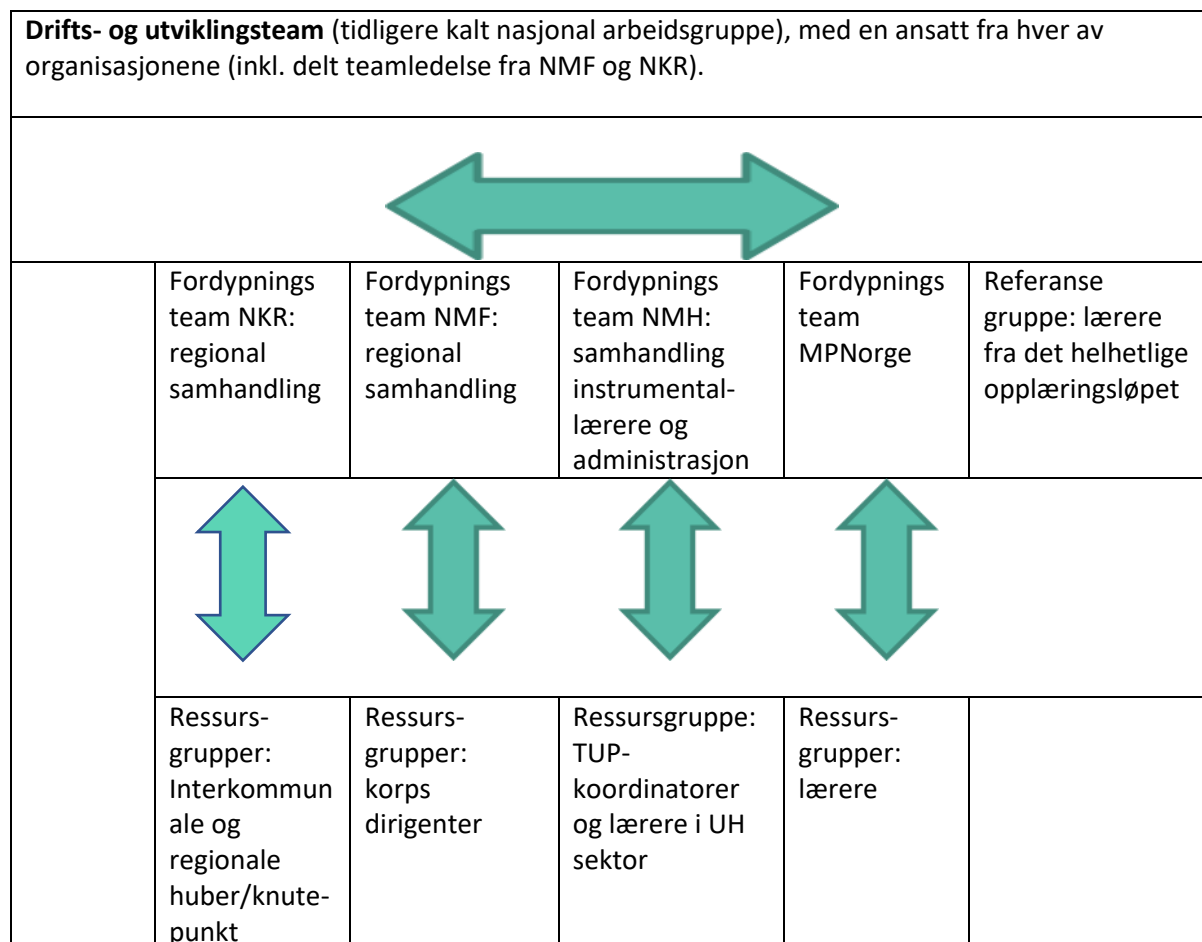 Drifts- og utviklingsteam (tidligere kalt nasjonal arbeidsgruppe), med en ansatt fra hver av
organisasjonene (inkl. delt teamledelse fra NMF og NKR).
Fordypnings
team NKR:
regional
samhandling
Fordypnings
team NMF:
regional
samhandling
Fordypnings
team NMH:
samhandling
instrumental-
lærere og
administrasjon
Fordypnings
team
MPNorge
Referanse
gruppe: lærere
fra det helhetlige
opplæringsløpet
Ressurs-
grupper:
Interkommun
ale og
regionale
huber/knute-
punkt
Ressurs-
grupper:
korps
dirigenter
Ressursgruppe:
TUP-
koordinatorer
og lærere i UH
sektor
Ressurs-
grupper:
lærere